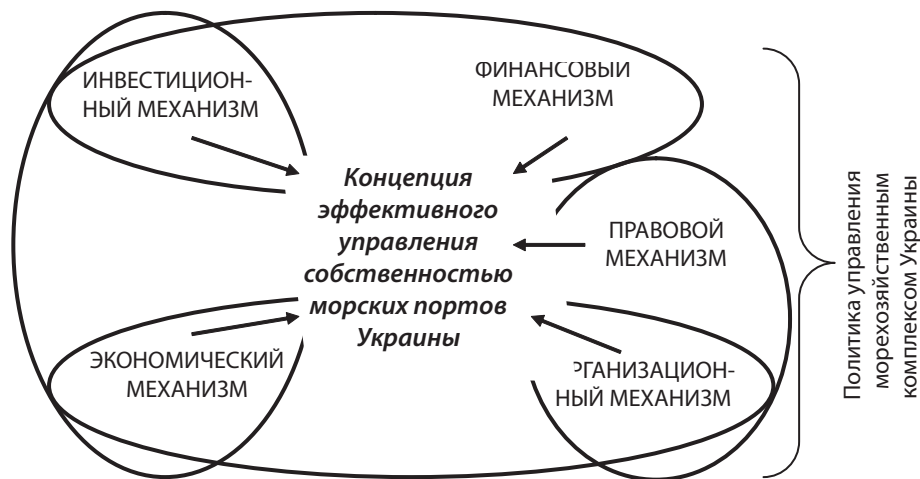 ИНВЕСТИЦИОН-
НЫЙ МЕХАНИЗМ
ФИНАНСОВЫЙ
МЕХАНИЗМ
Концепция
эффективного
управления
собственностью
морских портов
Украины
ПРАВОВОЙ
МЕХАНИЗМ
ЭКОНОМИЧЕСКИЙ
МЕХАНИЗМ
РГАНИЗАЦИОН-
НЫЙ МЕХАНИЗМ
Политика управления
морехозяйственным
комплексом Украины